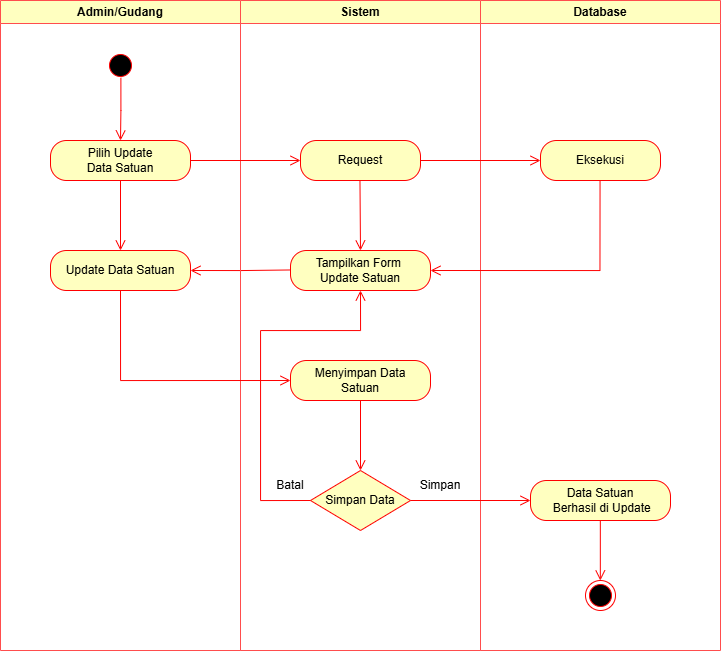 Admin/Gudang
Sistem
Database
Pilih Update
Data Satuan
Request
Eksekusi
Update Data Satuan
Tampilkan Form
Update Satuan
Menyimpan Data
Satuan
Batal
Simpan Data
Simpan
Data Satuan
Berhasil di Update